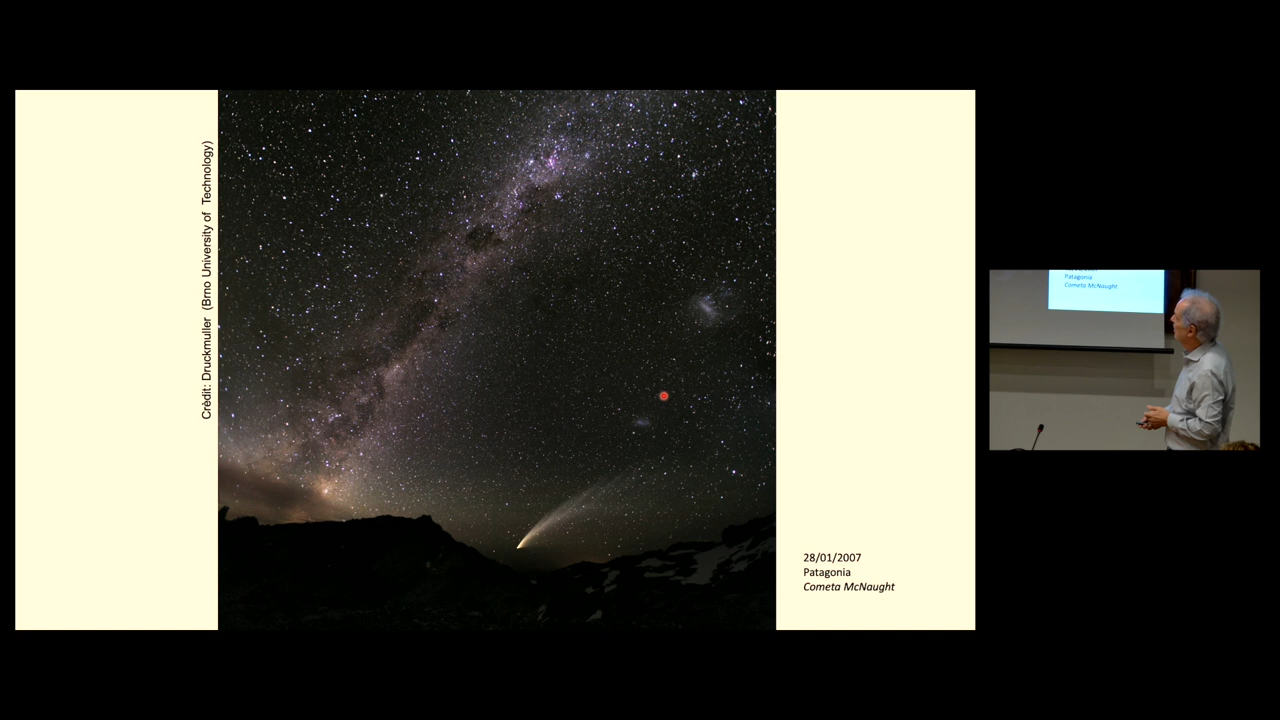 Crèdit: Druckmuller (Brno University of Technology)
28/01/2007
Patagonia
Cometa McNaught
Patagonia
Cometa McNaught